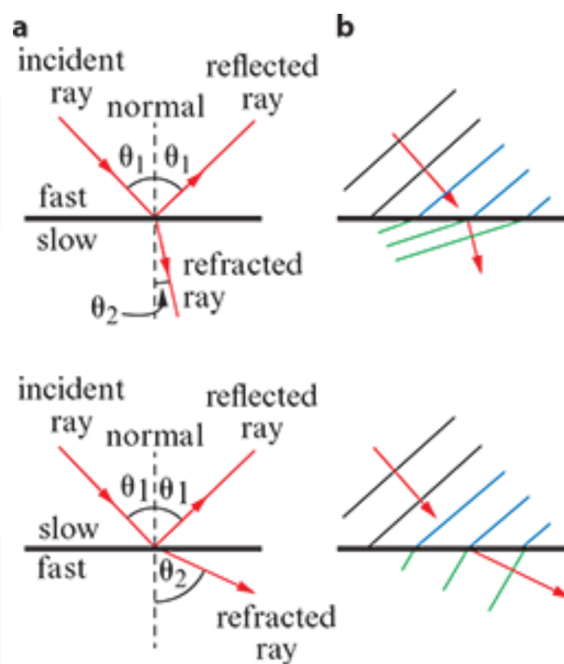 a
b
incident
ray
normal
reflected
ray
θ1 θ1
fast
slow
refracted
ray
θ2
incident
ray
normal
reflected
ray
θ1 θ1
slow
fast
θ2
refracted
ray